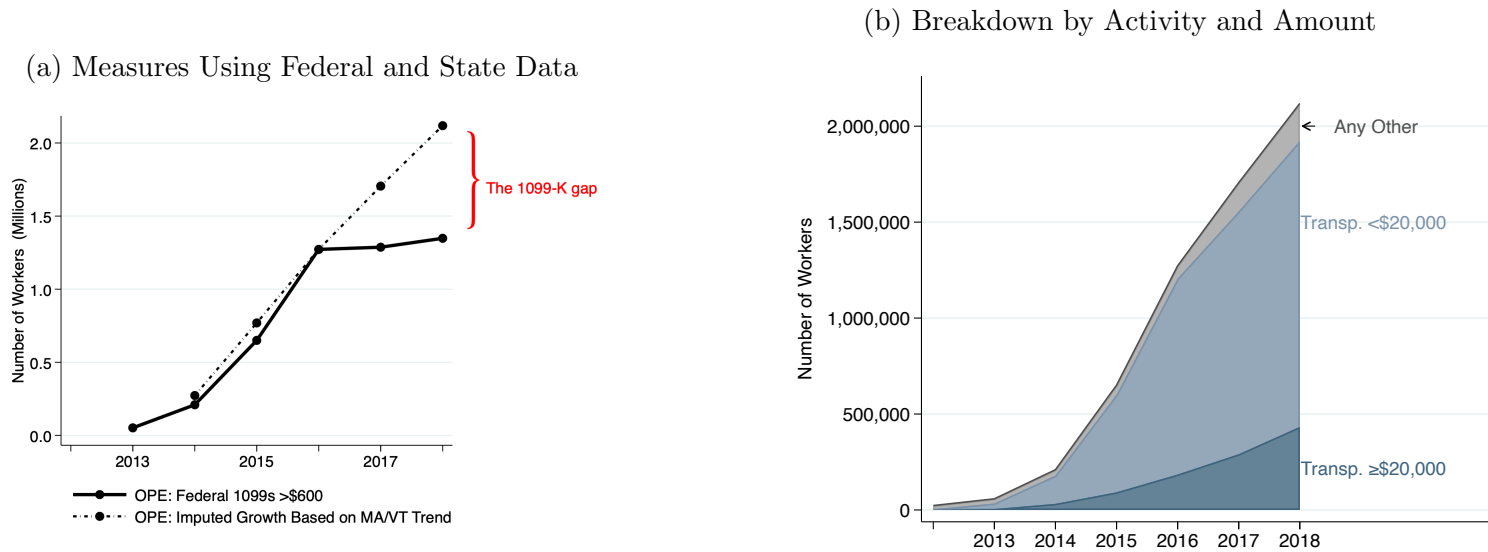 (a) Measures Using Federal and State Data
Number of Workers (Millions)
2.0
1.5
1.0
0.5
0.0
2013
2015
2017
The 1099-K gap
OPE: Federal 1099s >$600
OPE: Imputed Growth Based on MA/VT Trend
(b) Breakdown by Activity and Amount
Number of Workers
2,000,000
1,500,000
1,000,000
500,000
0
2013
2014
2015
2016
2017
2018
Any Other
Transp. <$20,000
Transp. ≥$20,000